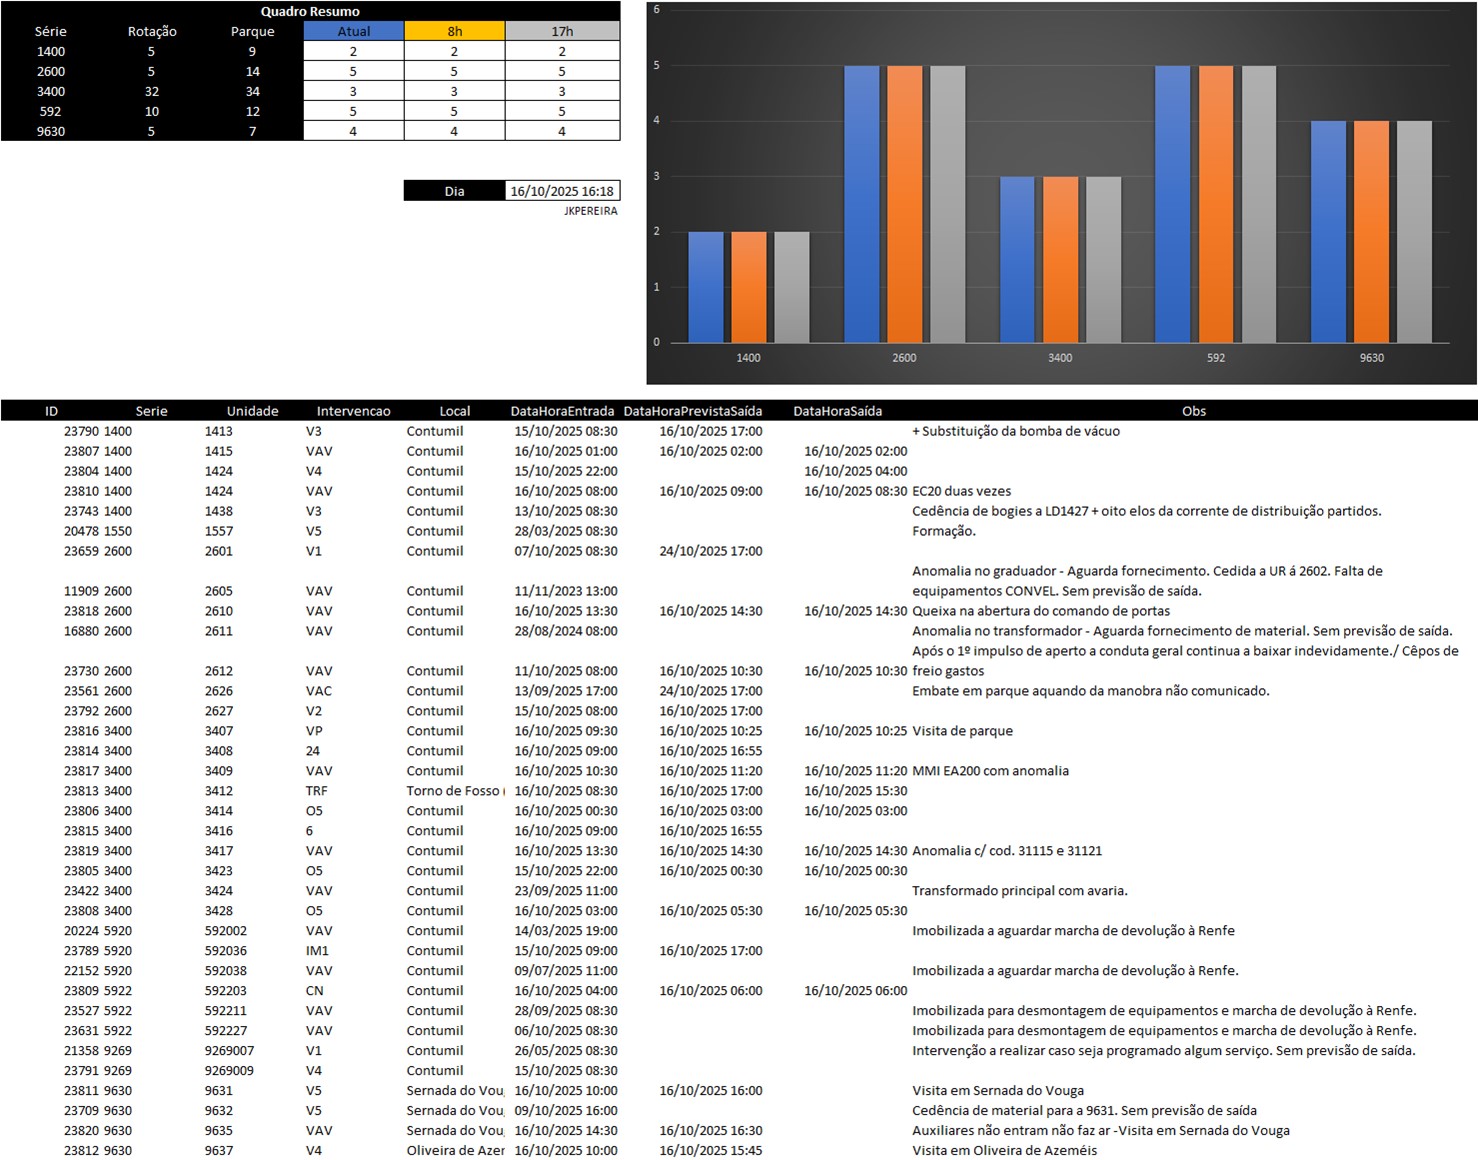 Quadro Resumo
Série Rotação Parque Atual 8h 17h
1400 5 9 2 2 2
2600 5 14 5 5 5
3400 32 34 3 3 3
592 10 12 5 5 5
9630 5 7 4 4 4
Dia 16/10/2025 16:18
JKPEREIRA
6
5
4
3
2
1
0
1400 2600 3400 592 9630
ID Serie Unidade Intervencao Local DataHoraEntrada DataHoraPrevistaSaída DataHoraSaída Obs
23790 1400 1413 V3 Contumil 15/10/2025 08:30 16/10/2025 17:00 + Substituição da bomba de vácuo
23807 1400 1415 VAV Contumil 16/10/2025 01:00 16/10/2025 02:00 16/10/2025 02:00
23804 1400 1424 V4 Contumil 15/10/2025 22:00 16/10/2025 04:00
23810 1400 1424 VAV Contumil 16/10/2025 08:00 16/10/2025 09:00 16/10/2025 08:30 EC20 duas vezes
23743 1400 1438 V3 Contumil 13/10/2025 08:30 Cedência de bogies a LD1427 + oito elos da corrente de distribuição partidos.
20478 1550 1557 V5 Contumil 28/03/2025 08:30 Formação.
23659 2600 2601 V1 Contumil 07/10/2025 08:30 24/10/2025 17:00
Anomalia no graduador - Aguarda fornecimento. Cedida a UR á 2602. Falta de
11909 2600 2605 VAV Contumil 11/11/2023 13:00 equipamentos CONVEL. Sem previsão de saída.
23818 2600 2610 VAV Contumil 16/10/2025 13:30 16/10/2025 14:30 16/10/2025 14:30 Queixa na abertura do comando de portas
16880 2600 2611 VAV Contumil 28/08/2024 08:00 Anomalia no transformador - Aguarda fornecimento de material. Sem previsão de saída.
Após o 1º impulso de aperto a conduta geral continua a baixar indevidamente./ Cêpos de
23730 2600 2612 VAV Contumil 11/10/2025 08:00 16/10/2025 10:30 16/10/2025 10:30 freio gastos
23561 2600 2626 VAC Contumil 13/09/2025 17:00 24/10/2025 17:00 Embate em parque aquando da manobra não comunicado.
23792 2600 2627 V2 Contumil 15/10/2025 08:00 16/10/2025 17:00
23816 3400 3407 VP Contumil 16/10/2025 09:30 16/10/2025 10:25 16/10/2025 10:25 Visita de parque
23814 3400 3408 24 Contumil 16/10/2025 09:00 16/10/2025 16:55
23817 3400 3409 VAV Contumil 16/10/2025 10:30 16/10/2025 11:20 16/10/2025 11:20 MMI EA200 com anomalia
23813 3400 3412 TRF Torno de Fosso ( 16/10/2025 08:30 16/10/2025 17:00 16/10/2025 15:30
23806 3400 3414 O5 Contumil 16/10/2025 00:30 16/10/2025 03:00 16/10/2025 03:00
23815 3400 3416 6 Contumil 16/10/2025 09:00 16/10/2025 16:55
23819 3400 3417 VAV Contumil 16/10/2025 13:30 16/10/2025 14:30 16/10/2025 14:30 Anomalia c/ cod. 31115 e 31121
23805 3400 3423 O5 Contumil 15/10/2025 22:00 16/10/2025 00:30 16/10/2025 00:30
23422 3400 3424 VAV Contumil 23/09/2025 11:00 Transformado principal com avaria.
23808 3400 3428 O5 Contumil 16/10/2025 03:00 16/10/2025 05:30 16/10/2025 05:30
20224 5920 592002 VAV Contumil 14/03/2025 19:00 Imobilizada a aguardar marcha de devolução à Renfe
23789 5920 592036 IM1 Contumil 15/10/2025 09:00 16/10/2025 17:00
22152 5920 592038 VAV Contumil 09/07/2025 11:00 Imobilizada a aguardar marcha de devolução à Renfe.
23809 5922 592203 CN Contumil 16/10/2025 04:00 16/10/2025 06:00 16/10/2025 06:00
23527 5922 592211 VAV Contumil 28/09/2025 08:30 Imobilizada para desmontagem de equipamentos e marcha de devolução à Renfe.
23631 5922 592227 VAV Contumil 06/10/2025 08:30 Imobilizada para desmontagem de equipamentos e marcha de devolução à Renfe.
21358 9269 9269007 V1 Contumil 26/05/2025 08:30 Intervenção a realizar caso seja programado algum serviço. Sem previsão de saída.
23791 9269 9269009 V4 Contumil 15/10/2025 08:30
23811 9630 9631 V5 Sernada do Vou 16/10/2025 10:00 16/10/2025 16:00 Visita em Sernada do Vouga
23709 9630 9632 V5 Sernada do Vou 09/10/2025 16:00 Cedência de material para a 9631. Sem previsão de saída
23820 9630 9635 VAV Sernada do Vou 16/10/2025 14:30 16/10/2025 16:30 Auxiliares não entram não faz ar -Visita em Sernada do Vouga
23812 9630 9637 V4 Oliveira de Azer 16/10/2025 10:00 16/10/2025 15:45 Visita em Oliveira de Azeméis